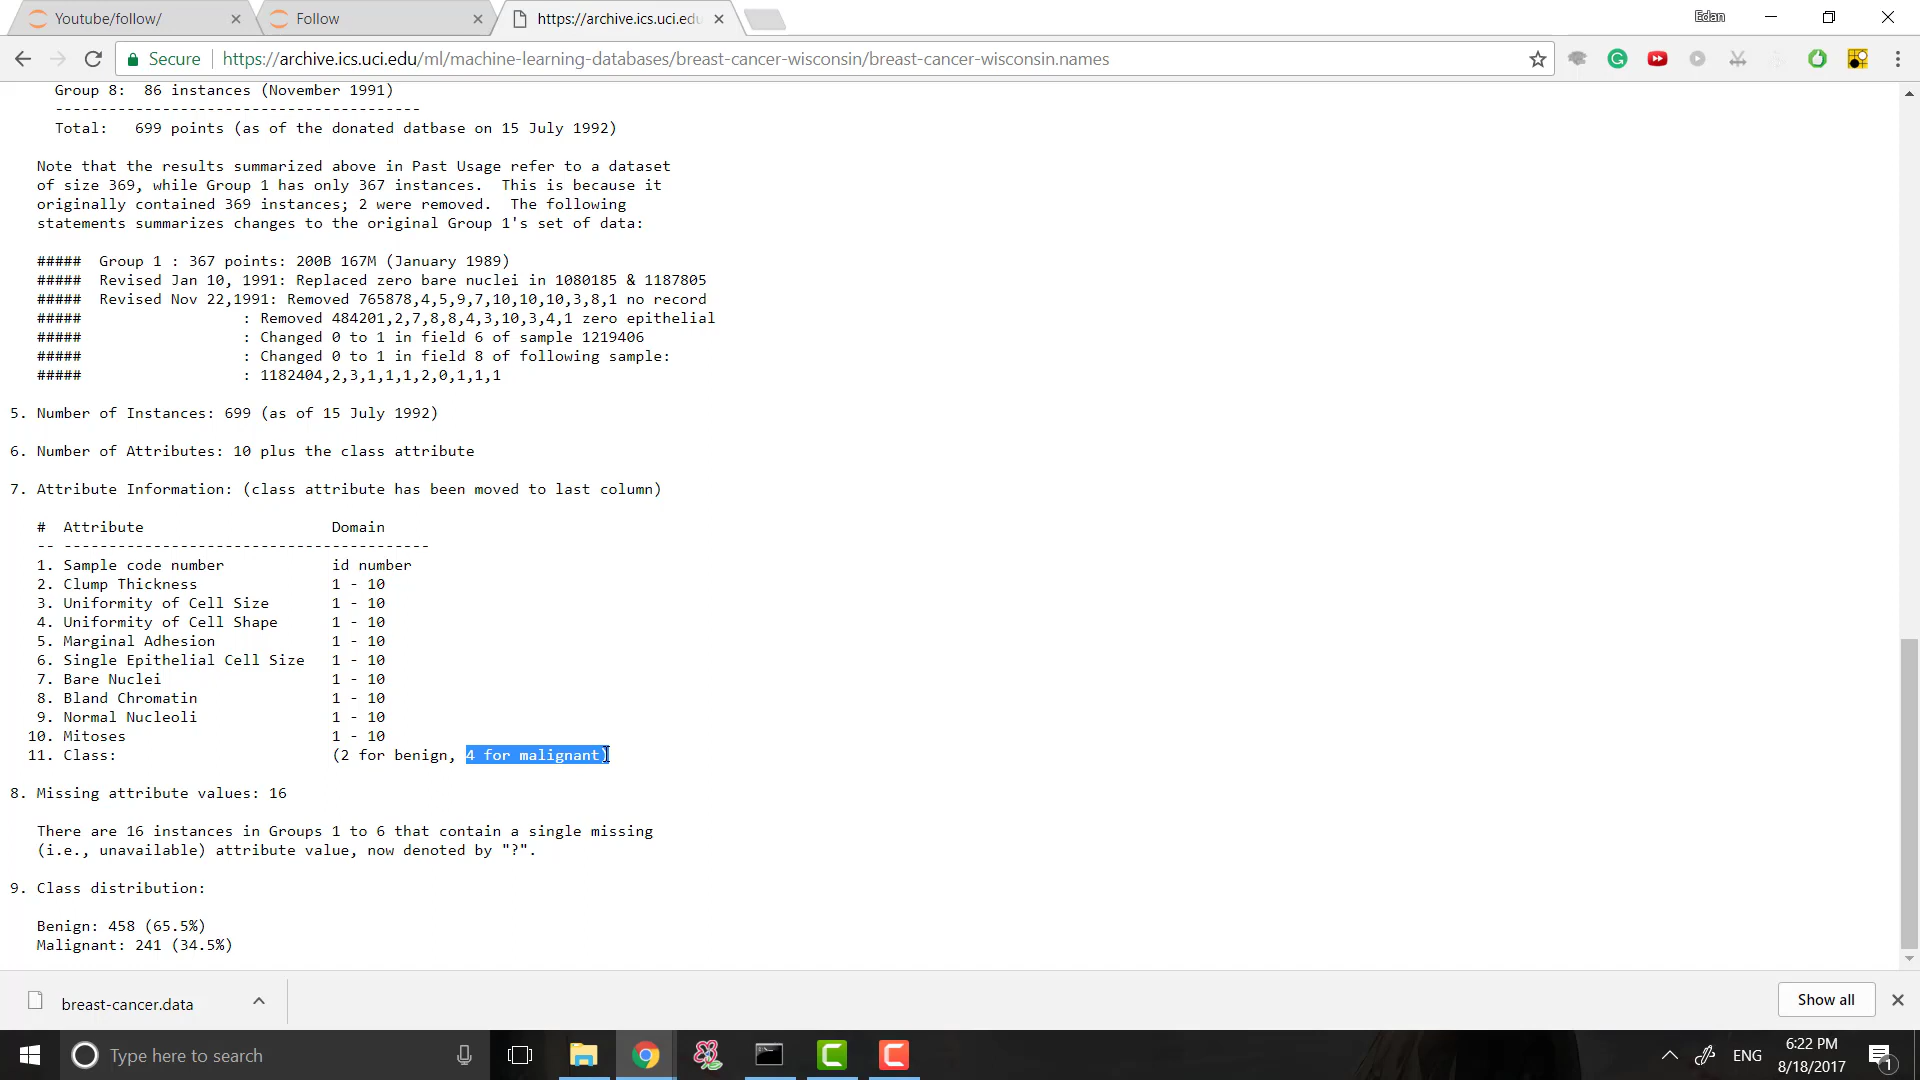 Youtube/follow/
Follow
https://archive.ics.uci.edu
Edan
Secure
https://archive.ics.uci.edu/ml/machine-learning-databases/breast-cancer-wisconsin/breast-cancer-wisconsin.names
Group 8: 86 instances (November 1991)
-----------------------------------------
Total: 699 points (as of the donated datbase on 15 July 1992)
Note that the results summarized above in Past Usage refer to a dataset
of size 369, while Group 1 has only 367 instances. This is because it
originally contained 369 instances; 2 were removed. The following
statements summarizes changes to the original Group 1's set of data:
##### Group 1 : 367 points: 200B 167M (January 1989)
##### Revised Jan 10, 1991: Replaced zero bare nuclei in 1080185 & 1187805
##### Revised Nov 22,1991: Removed 765878,4,5,9,7,10,10,10,3,8,1 no record
##### : Removed 484201,2,7,8,8,4,3,10,3,4,1 zero epithelial
##### : Changed 0 to 1 in field 6 of sample 1219406
##### : Changed 0 to 1 in field 8 of following sample:
##### : 1182404,2,3,1,1,1,2,0,1,1,1
5. Number of Instances: 699 (as of 15 July 1992)
6. Number of Attributes: 10 plus the class attribute
7. Attribute Information: (class attribute has been moved to last column)
# Attribute Domain
-- -----------------------------------------
1. Sample code number id number
2. Clump Thickness 1 - 10
3. Uniformity of Cell Size 1 - 10
4. Uniformity of Cell Shape 1 - 10
5. Marginal Adhesion 1 - 10
6. Single Epithelial Cell Size 1 - 10
7. Bare Nuclei 1 - 10
8. Bland Chromatin 1 - 10
9. Normal Nucleoli 1 - 10
10. Mitoses 1 - 10
11. Class: (2 for benign, 4 for malignant)
8. Missing attribute values: 16
There are 16 instances in Groups 1 to 6 that contain a single missing
(i.e., unavailable) attribute value, now denoted by "?".
9. Class distribution:
Benign: 458 (65.5%)
Malignant: 241 (34.5%)
breast-cancer.data
Show all
Type here to search
ENG
6:22 PM
8/18/2017
1